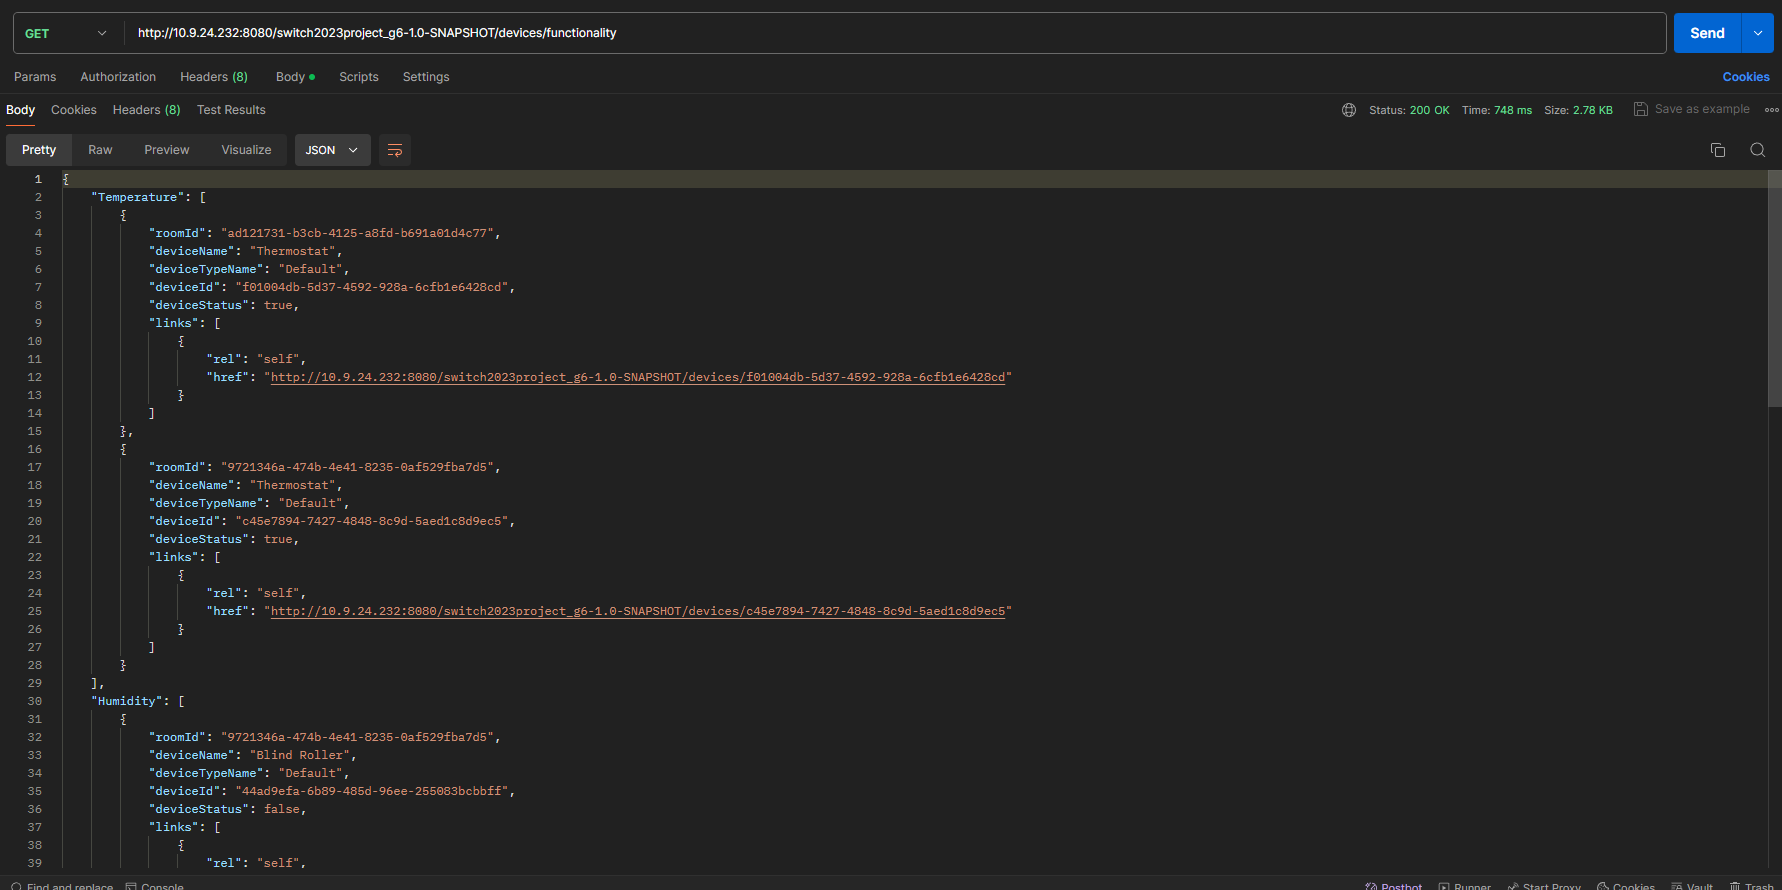 GET http://10.9.24.232:8080/switch2023project_g6-1.0-SNAPSHOT/devices/functionality Send
Params Authorization Headers (8) Body Scripts Settings Cookies
Body Cookies Headers (8) Test Results Status: 200 OK Time: 748 ms Size: 2.78 KB Save as example
Pretty Raw Preview Visualize JSON
1 {
2 "Temperature": [
3 {
4 "roomId": "ad121731-b3cb-4125-a8fd-b691a01d4c77",
5 "deviceName": "Thermostat",
6 "deviceTypeName": "Default",
7 "deviceId": "f01004db-5d37-4592-928a-6cfb1e6428cd",
8 "deviceStatus": true,
9 "links": [
10 {
11 "rel": "self",
12 "href": "http://10.9.24.232:8080/switch2023project_g6-1.0-SNAPSHOT/devices/f01004db-5d37-4592-928a-6cfb1e6428cd"
13 }
14 ]
15 },
16 {
17 "roomId": "9721346a-474b-4e41-8235-0af529fba7d5",
18 "deviceName": "Thermostat",
19 "deviceTypeName": "Default",
20 "deviceId": "c45e7894-7427-4848-8c9d-5aed1c8d9ec5",
21 "deviceStatus": true,
22 "links": [
23 {
24 "rel": "self",
25 "href": "http://10.9.24.232:8080/switch2023project_g6-1.0-SNAPSHOT/devices/c45e7894-7427-4848-8c9d-5aed1c8d9ec5"
26 }
27 ]
28 }
29 ],
30 "Humidity": [
31 {
32 "roomId": "9721346a-474b-4e41-8235-0af529fba7d5",
33 "deviceName": "Blind Roller",
34 "deviceTypeName": "Default",
35 "deviceId": "44ad9efa-6b89-485d-96ee-255083bcbbff",
36 "deviceStatus": false,
37 "links": [
38 {
39 "rel": "self",
Find and replace Console Postbot Runner Start Proxy Cookies Vault Trash